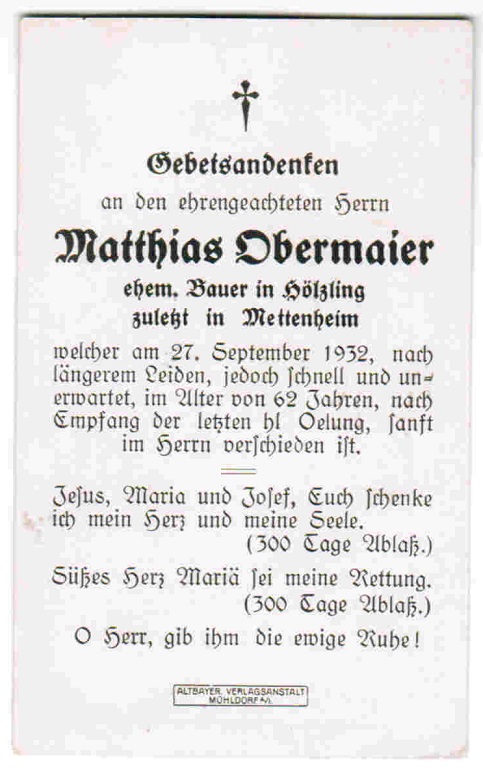 Gebetsandenken
an den ehrengeachteten Herrn
Matthias Obermaier
ehem. Bauer in Hölzling
zuletzt in Mettenheim
welcher am 27. September 1932, nach
längerem Leiden, jedoch schnell und un-
erwartet, im Alter von 62 Jahren, nach
Empfang der letzten hl Oelung, sanft
im Herrn verschieden ist.
Jesus, Maria und Josef, Euch schenke
ich mein Herz und meine Seele.
(300 Tage Ablaß.)
Süßes Herz Mariä sei meine Rettung.
(300 Tage Ablaß.)
O Herr, gib ihm die ewige Ruhe!
ALTBAYER. VERLAGSANSTALT
MÜHLDORF a/I.